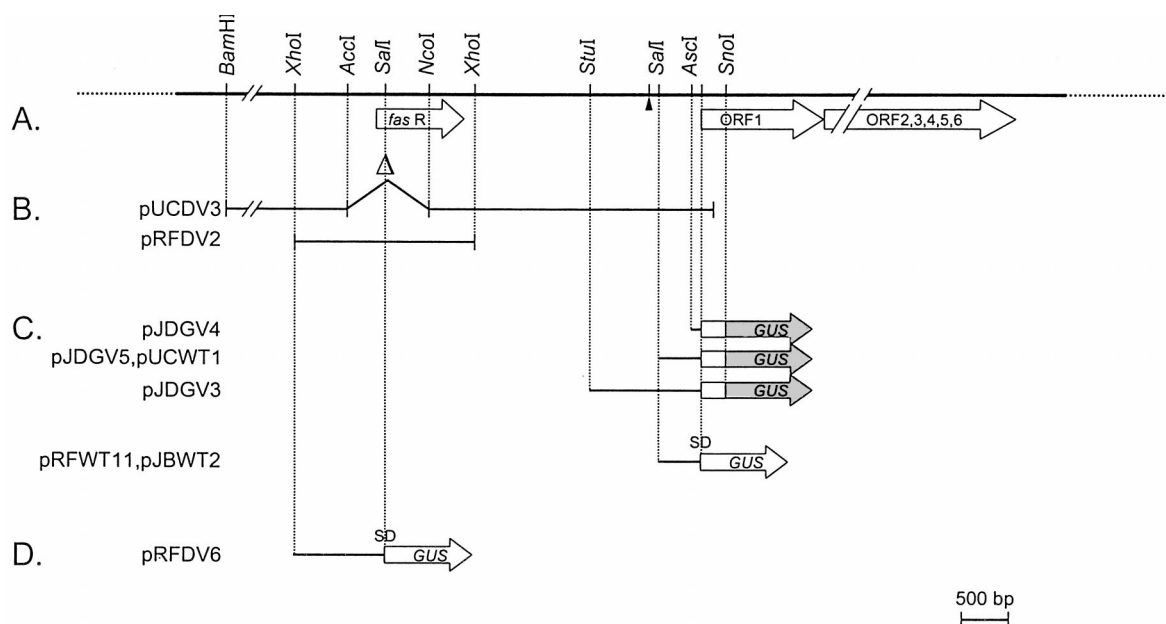 BamHI XhoI AccI SalI NcoI XhoI StuI SalI AscI SnoI
A. fas R ORF1 ORF2,3,4,5,6
B. pUCDV3
pRFDV2
C. pJDGV4 GUS
pJDGV5,pUCWT1 GUS
pJDGV3 GUS
SD
pRFWT11,pJBWT2 GUS
SD
D. pRFDV6 GUS
500 bp